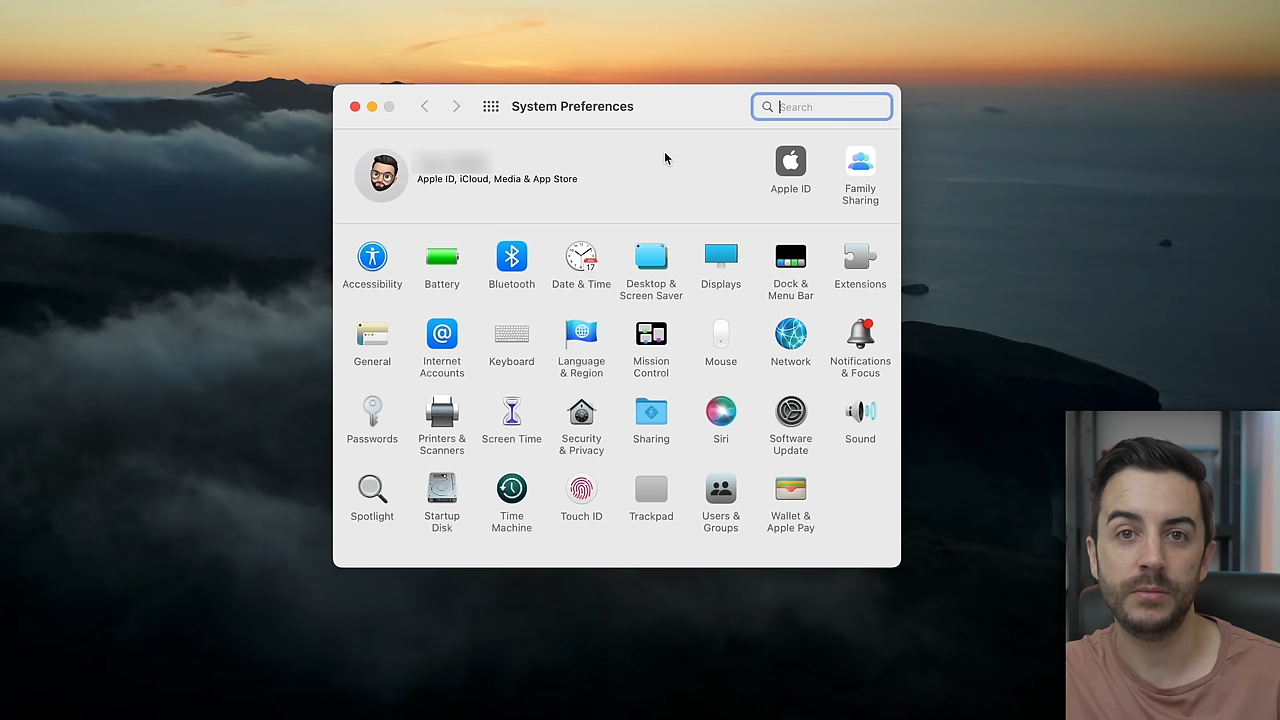 System Preferences
Search
Apple ID, iCloud, Media & App Store
Apple ID
Family
Sharing
Accessibility
Battery
Bluetooth
17
Date & Time
Desktop &
Screen Saver
Displays
Dock &
Menu Bar
Extensions
General
@
Internet
Accounts
Keyboard
Language
& Region
Mission
Control
Mouse
Network
Notifications
& Focus
Passwords
Printers &
Scanners
Screen Time
Security
& Privacy
Sharing
Siri
Software
Update
Sound
Spotlight
Startup
Disk
Time
Machine
Touch ID
Trackpad
Users &
Groups
Wallet &
Apple Pay